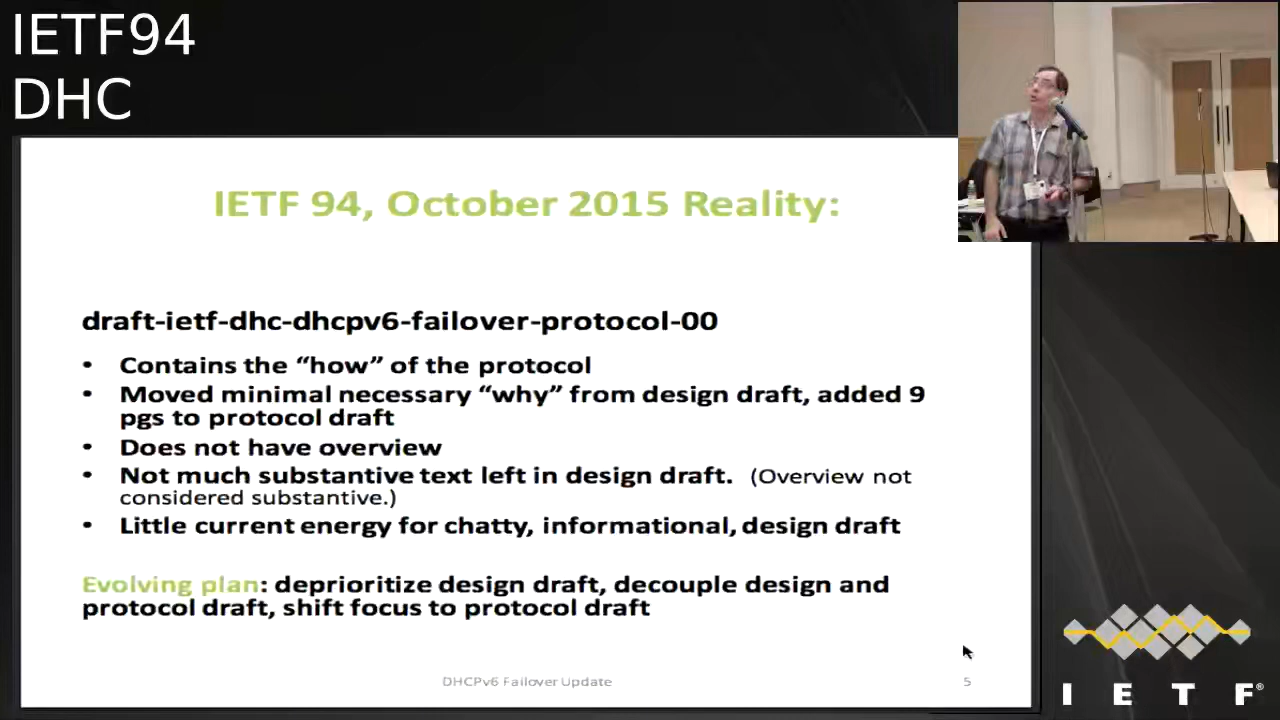 IETF94
DHC
IETF 94, October 2015 Reality:
draft-ietf-dhc-dhcpv6-failover-protocol-00
• Contains the “how” of the protocol
• Moved minimal necessary “why” from design draft, added 9
pgs to protocol draft
• Does not have overview
• Not much substantive text left in design draft. (Overview not
considered substantive.)
• Little current energy for chatty, informational, design draft
Evolving plan: deprioritize design draft, decouple design and
protocol draft, shift focus to protocol draft
DHCPv6 Failover Update 5
I E T F®